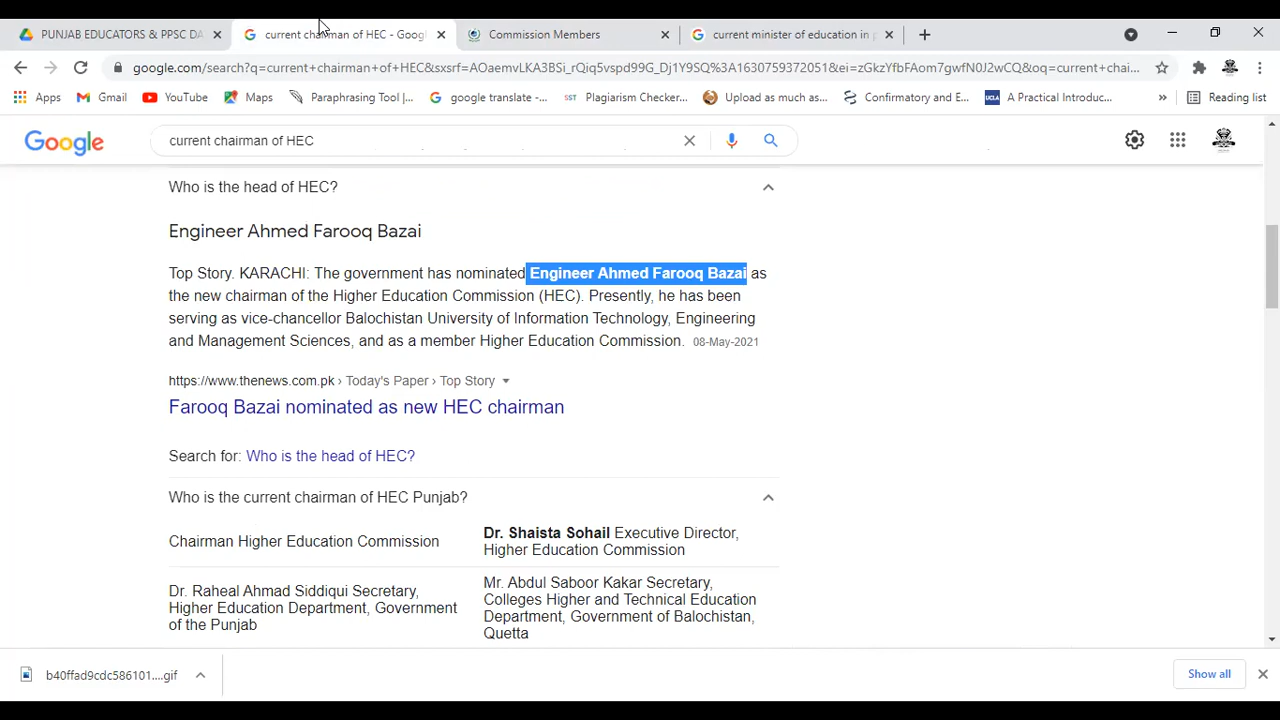 PUNJAB EDUCATORS & PPSC DA
current chairman of HEC - Googl
Commission Members
current minister of education in p
google.com/search?q=current+chairman+of+HEC&sxsrf=AOaemvLKA3BSi_rQiq5vspd99G_Dj1Y9SQ%3A1630759372051&ei=zGkzYfbFAom7gwfN0J2wCQ&oq=current+chai...
Apps
Gmail
YouTube
Maps
Paraphrasing Tool |...
google translate -...
SST
Plagiarism Checker...
Upload as much as...
Confirmatory and E...
UCLA
A Practical Introduc...
»
Reading list
Google
current chairman of HEC
Who is the head of HEC?
Engineer Ahmed Farooq Bazai
Top Story. KARACHI: The government has nominated Engineer Ahmed Farooq Bazai as
the new chairman of the Higher Education Commission (HEC). Presently, he has been
serving as vice-chancellor Balochistan University of Information Technology, Engineering
and Management Sciences, and as a member Higher Education Commission. 08-May-2021
https://www.thenews.com.pk › Today's Paper › Top Story
Farooq Bazai nominated as new HEC chairman
Search for: Who is the head of HEC?
Who is the current chairman of HEC Punjab?
Chairman Higher Education Commission
Dr. Shaista Sohail Executive Director,
Higher Education Commission
Dr. Raheal Ahmad Siddiqui Secretary,
Higher Education Department, Government
of the Punjab
Mr. Abdul Saboor Kakar Secretary,
Colleges Higher and Technical Education
Department, Government of Balochistan,
Quetta
b40ffad9cdc586101....gif
Show all